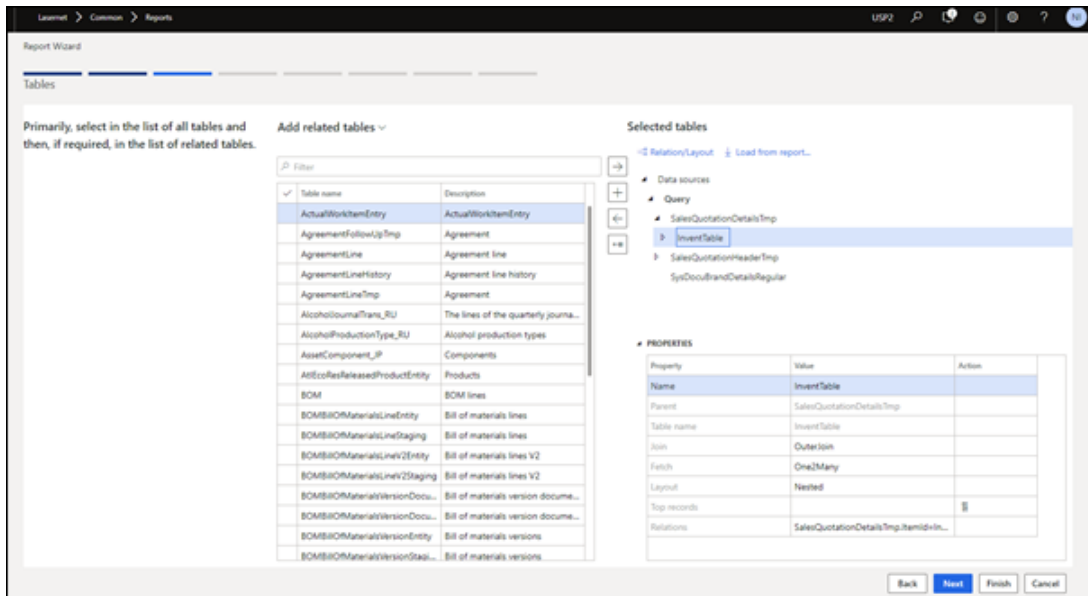 Lasernet > Common > Reports
USP2
?
NI
Report Wizard
Tables
Primarily, select in the list of all tables and
then, if required, in the list of related tables.
Add related tables
Filter
Table name Description
ActualWorkItemEntry ActualWorkItemEntry
AgreementFollowUpTmp Agreement
AgreementLine Agreement line
AgreementLineHistory Agreement line history
AgreementLineTmp Agreement
AlcoholJournalTrans_RU The lines of the quarterly journa...
AlcoholProductionType_RU Alcohol production types
AssetComponent_JP Components
AtlEcoResReleasedProductEntity Products
BOM BOM lines
BOMBillOfMaterialsLineEntity Bill of materials lines
BOMBillOfMaterialsLineStaging Bill of materials lines
BOMBillOfMaterialsLineV2Entity Bill of materials lines V2
BOMBillOfMaterialsLineV2Staging Bill of materials lines V2
BOMBillOfMaterialsVersionDocu... Bill of materials version docume...
BOMBillOfMaterialsVersionDocu... Bill of materials version docume...
BOMBillOfMaterialsVersionEntity Bill of materials versions
BOMBillOfMaterialsVersionStagi... Bill of materials versions
Selected tables
Relation/Layout Load from report...
Data sources
Query
SalesQuotationDetailsTmp
InventTable
SalesQuotationHeaderTmp
SysDocuBrandDetailsRegular
PROPERTIES
Property Value Action
Name InventTable
Parent SalesQuotationDetailsTmp
Table name InventTable
Join OuterJoin
Fetch One2Many
Layout Nested
Top records
Relations SalesQuotationDetailsTmp.ItemId=In...
Back Next Finish Cancel